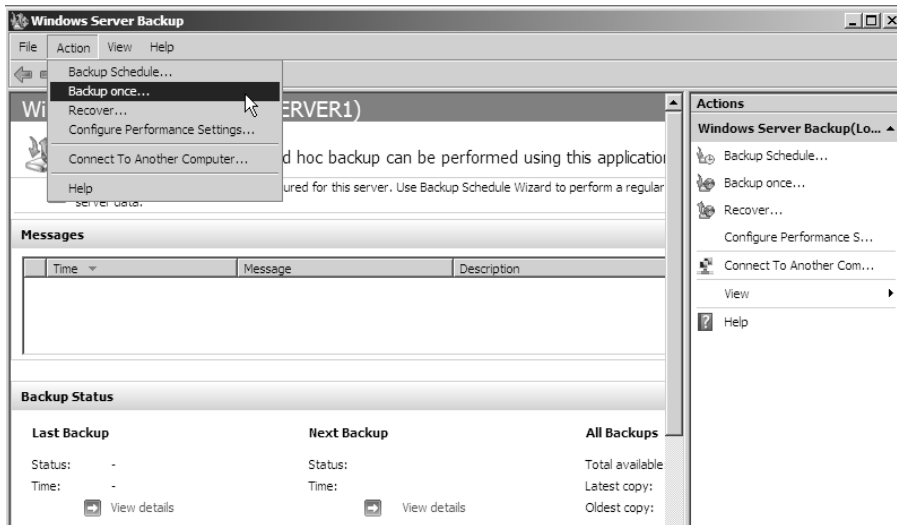 Windows Server Backup
File Action View Help
Backup Schedule...
Backup once...
Recover...
Configure Performance Settings...
Connect To Another Computer...
Help
Wi ERVER1)
d hoc backup can be performed using this application
ured for this server. Use Backup Schedule Wizard to perform a regular
server data.
Messages
Time Message Description
Backup Status
Last Backup Next Backup All Backups
Status: - Status: Total available
Time: - Time: Latest copy:
View details View details Oldest copy:
Actions
Windows Server Backup(Lo...
Backup Schedule...
Backup once...
Recover...
Configure Performance S...
Connect To Another Com...
View
Help